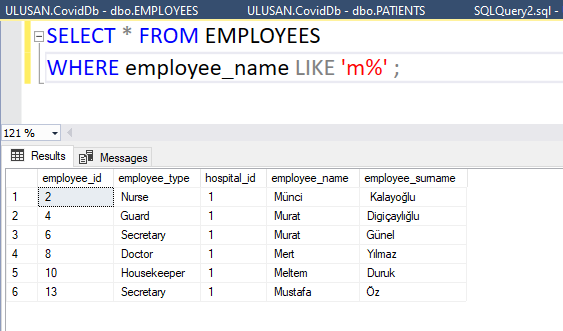 ULUSAN.CovidDb - dbo.EMPLOYEES ULUSAN.CovidDb - dbo.PATIENTS SQLQuery2.sql -
SELECT * FROM EMPLOYEES
WHERE employee_name LIKE 'm%' ;
121 %
Results Messages
employee_id employee_type hospital_id employee_name employee_surname
1 2 Nurse 1 Münci Kalayoğlu
2 4 Guard 1 Murat Digiçaylığlu
3 6 Secretary 1 Murat Günel
4 8 Doctor 1 Mert Yılmaz
5 10 Housekeeper 1 Meltem Duruk
6 13 Secretary 1 Mustafa Öz